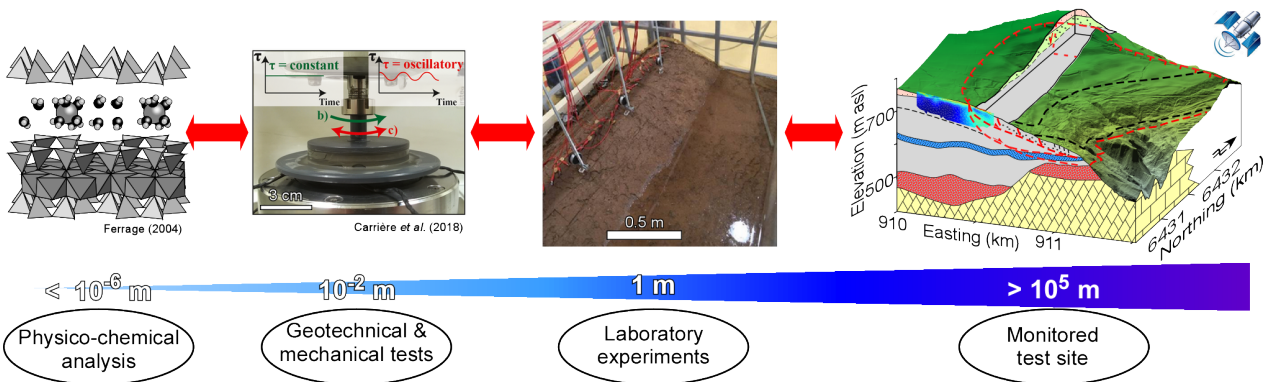 τ
τ = constant
Time
τ
τ = oscillatory
Time
b)
c)
3 cm
Ferrage (2004)
Carrière et al. (2018)
0.5 m
Elevation (m asl)
700
500
910
Easting (km)
911
6431
6432
Northing (km)
N
< 10⁻⁶ m
10⁻² m
1 m
> 10⁵ m
Physico-chemical
analysis
Geotechnical &
mechanical tests
Laboratory
experiments
Monitored
test site